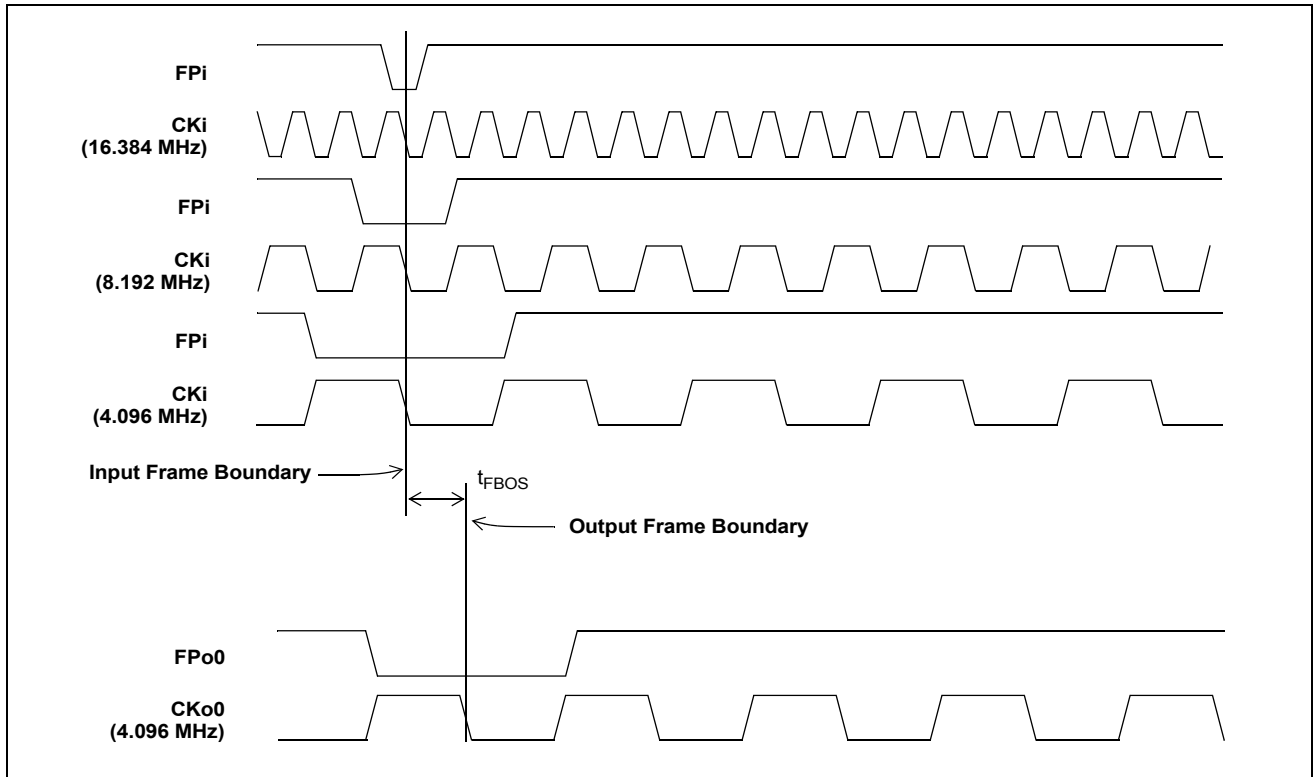 FPi
CKi
(16.384 MHz)
FPi
CKi
(8.192 MHz)
FPi
CKi
(4.096 MHz)
Input Frame Boundary
tFBOS
Output Frame Boundary
FPo0
CKo0
(4.096 MHz)